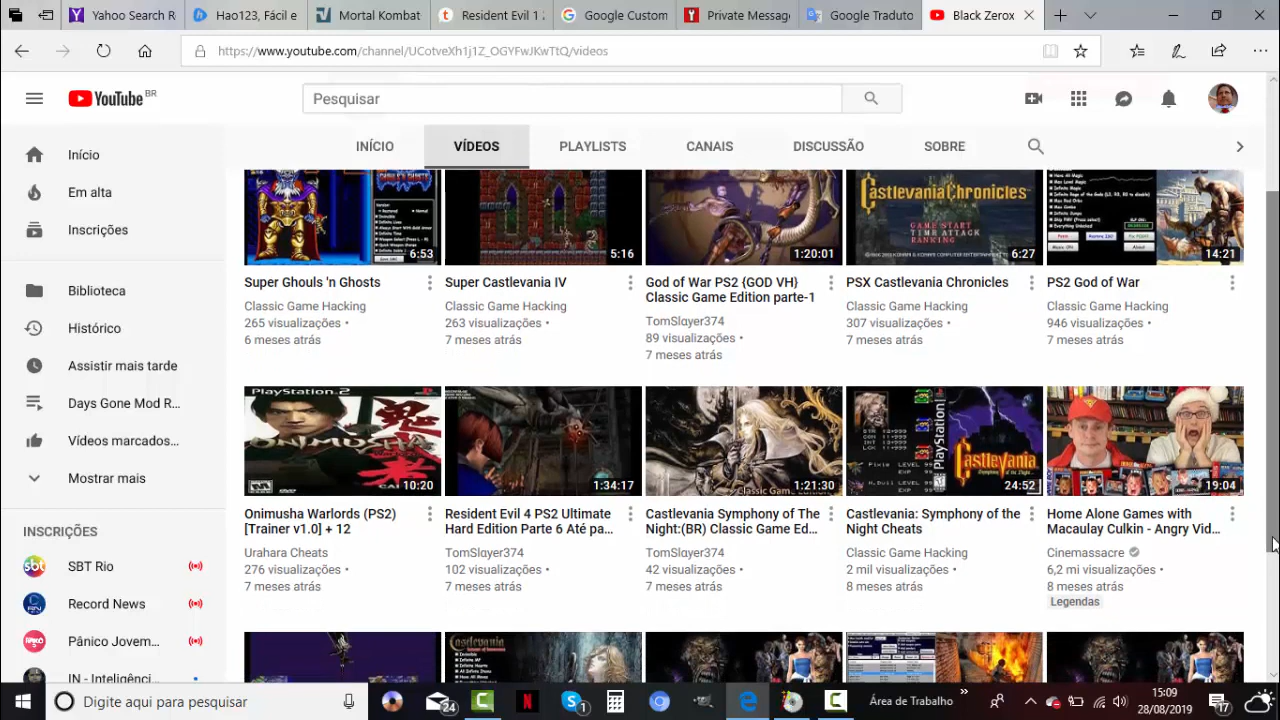 Yahoo Search R
Hao123, Fácil e
Mortal Kombat
Resident Evil 1
Google Custom
Private Messag
Google Traduto
Black Zerox
https://www.youtube.com/channel/UCotveXh1j1Z_OGYFwJKwTtQ/videos
YouTube BR
Pesquisar
INÍCIO VÍDEOS PLAYLISTS CANAIS DISCUSSÃO SOBRE
Início
Em alta
Inscrições
Biblioteca
Histórico
Assistir mais tarde
Days Gone Mod R...
Vídeos marcados...
Mostrar mais
INSCRIÇÕES
SBT Rio
Record News
Pânico Jovem...
IN - Inteligênci
6:53
Super Ghouls 'n Ghosts
Classic Game Hacking
265 visualizações •
6 meses atrás
5:16
Super Castlevania IV
Classic Game Hacking
263 visualizações •
7 meses atrás
1:20:01
God of War PS2 {GOD VH}
Classic Game Edition parte-1
TomSlayer374
89 visualizações •
7 meses atrás
CASTLEVANIA CHRONICLES
GAME START
TIME ATTACK
RANKING
6:27
PSX Castlevania Chronicles
Classic Game Hacking
307 visualizações •
7 meses atrás
14:21
PS2 God of War
Classic Game Hacking
946 visualizações •
7 meses atrás
PlayStation.2
ONIMUSHA
10:20
Onimusha Warlords (PS2)
[Trainer v1.0] + 12
Urahara Cheats
276 visualizações •
7 meses atrás
1:34:17
Resident Evil 4 PS2 Ultimate
Hard Edition Parte 6 Até pa...
TomSlayer374
102 visualizações •
7 meses atrás
1:21:30
Castlevania Symphony of The
Night:(BR) Classic Game Ed...
TomSlayer374
42 visualizações •
7 meses atrás
PlayStation
Castlevania
24:52
Castlevania: Symphony of the
Night Cheats
Classic Game Hacking
2 mil visualizações •
8 meses atrás
19:04
Home Alone Games with
Macaulay Culkin - Angry Vid...
Cinemassacre
6,2 mi visualizações •
8 meses atrás
Legendas
Castlevania
Digite aqui para pesquisar
24
1
Área de Trabalho
15:09
28/08/2019
17